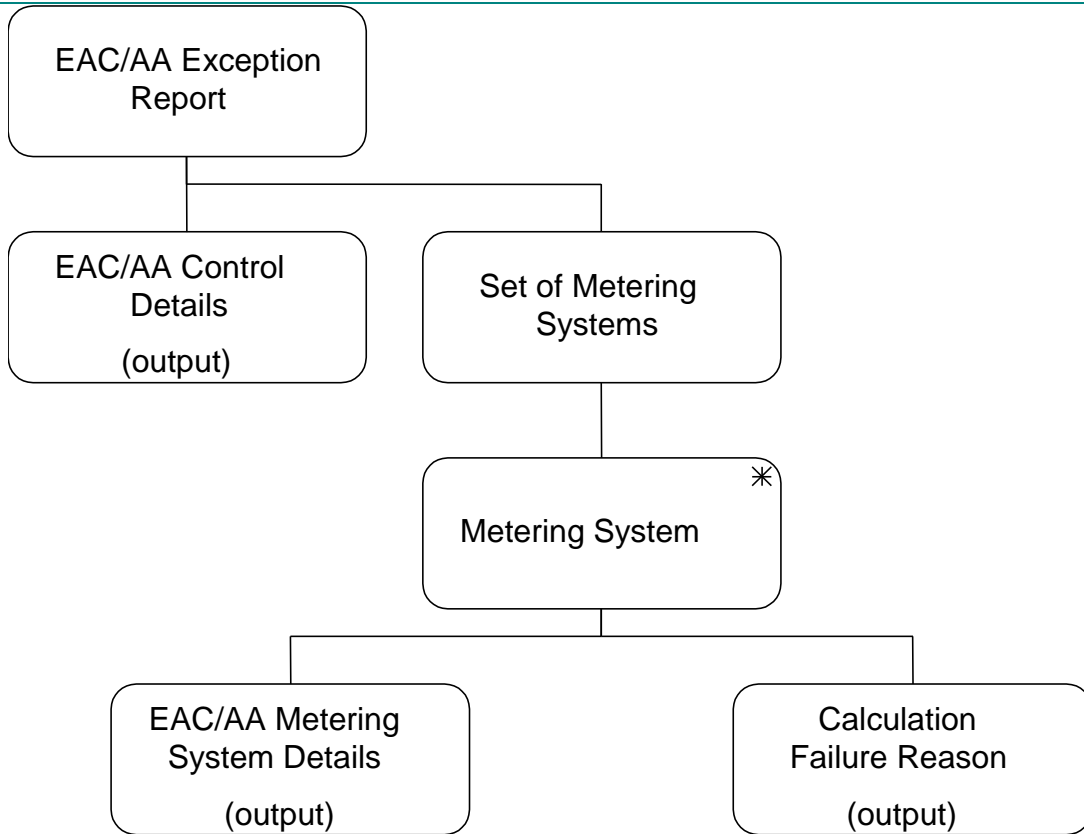 EAC/AA Exception
Report
EAC/AA Control
Details
(output)
Set of Metering
Systems
Metering System
EAC/AA Metering
System Details
(output)
Calculation
Failure Reason
(output)